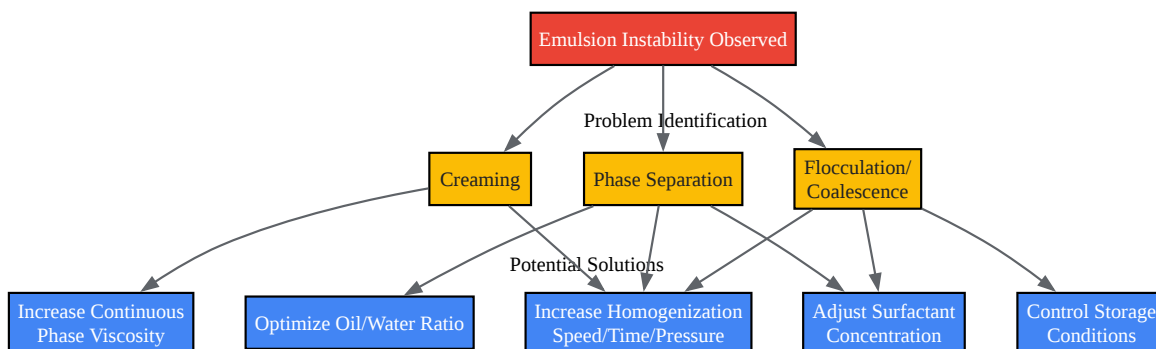 Emulsion Instability Observed
Problem Identification
Creaming
Phase Separation
Flocculation/
Coalescence
Potential Solutions
Increase Continuous
Phase Viscosity
Optimize Oil/Water Ratio
Increase Homogenization
Speed/Time/Pressure
Adjust Surfactant
Concentration
Control Storage
Conditions